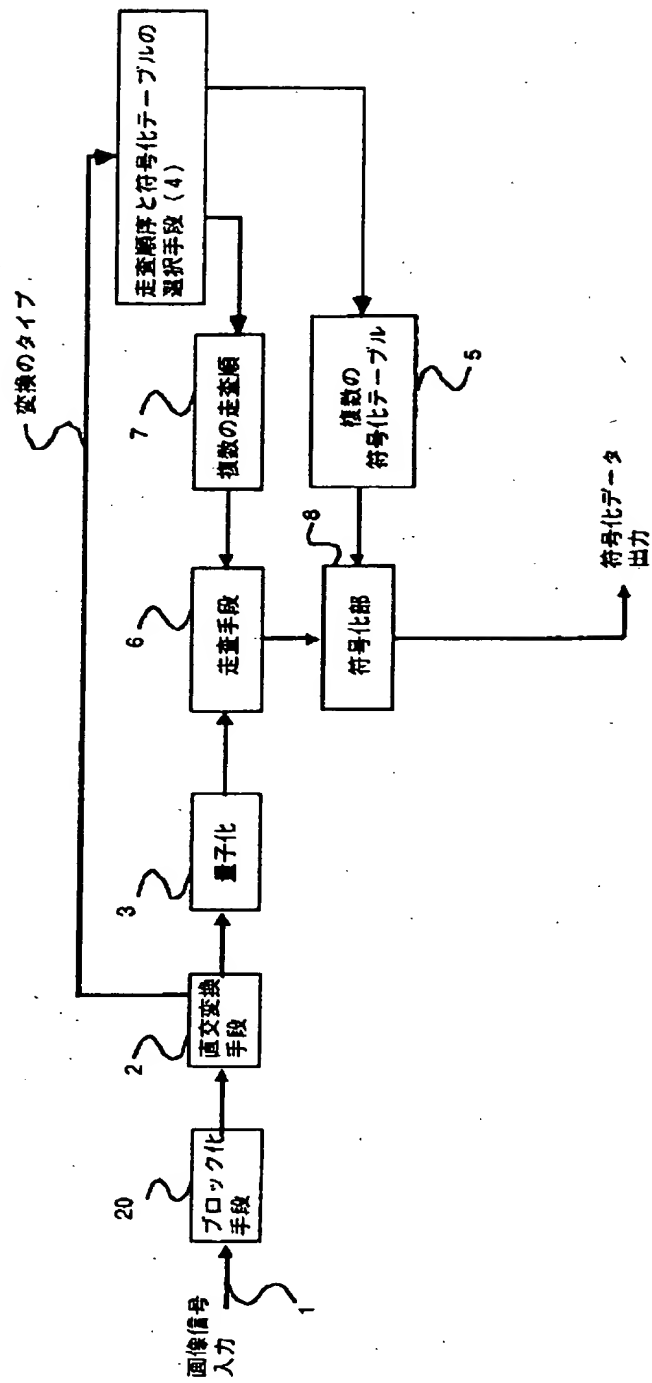 画像信号
入力
1
20
ブロック化
手段
2
直交変換
手段
3
量子化
6
走査手段
7
複数の走査順
変換のタイプ
走査順序と符号化テーブルの
選択手段 (4)
8
符号化部
複数の
符号化テーブル
5
符号化データ
出力